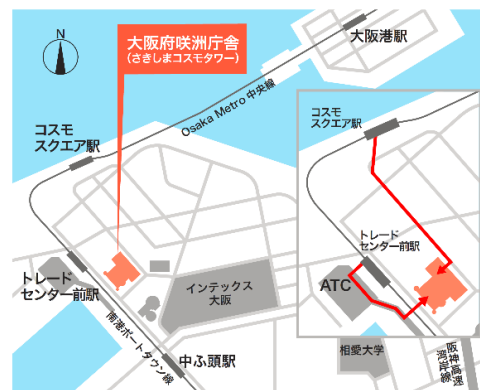 N
大阪府咲洲庁舎
（さきしまコスモタワー）
大阪港駅
Osaka Metro 中央線
コスモ
スクエア駅
トレード
センター前駅
インテックス
大阪
南港ポートタウン線
中ふ頭駅
コスモ
スクエア駅
トレード
センター前駅
ATC
相愛大学
阪神高速
湾岸線